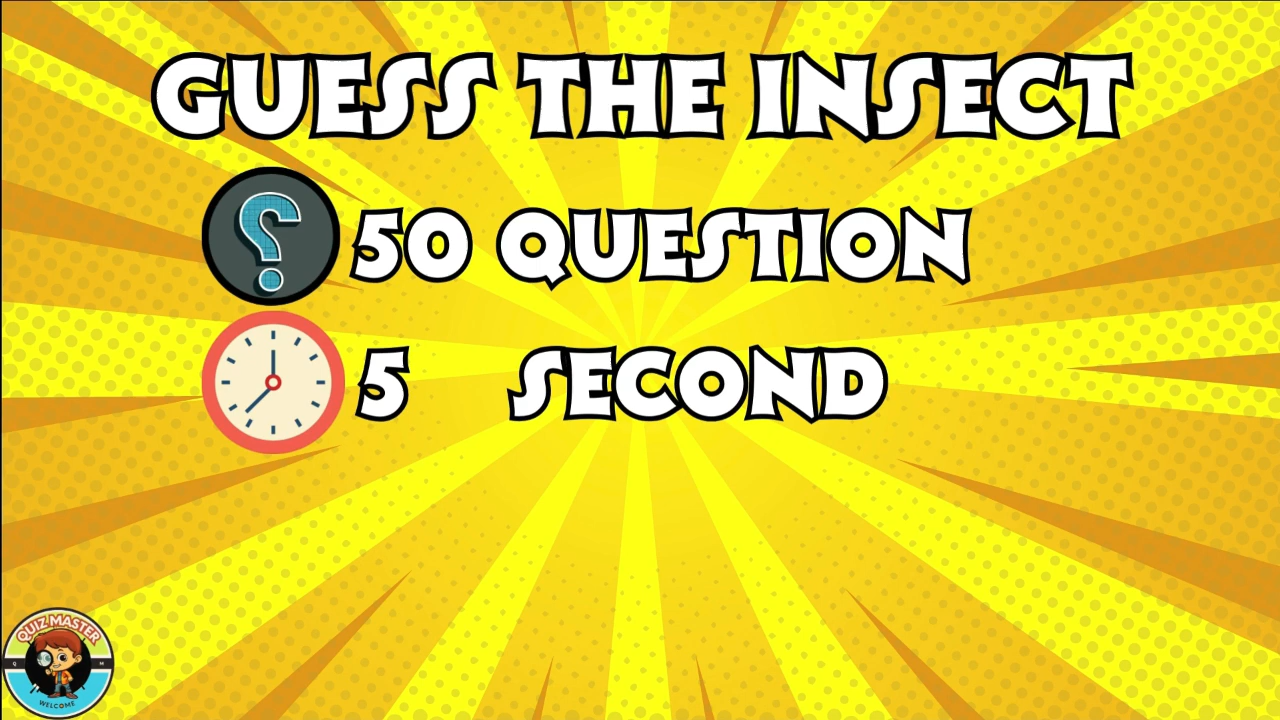 GUESS THE INSECT
50 QUESTION
5 SECOND
QUIZ MASTER
Q M
WELCOME